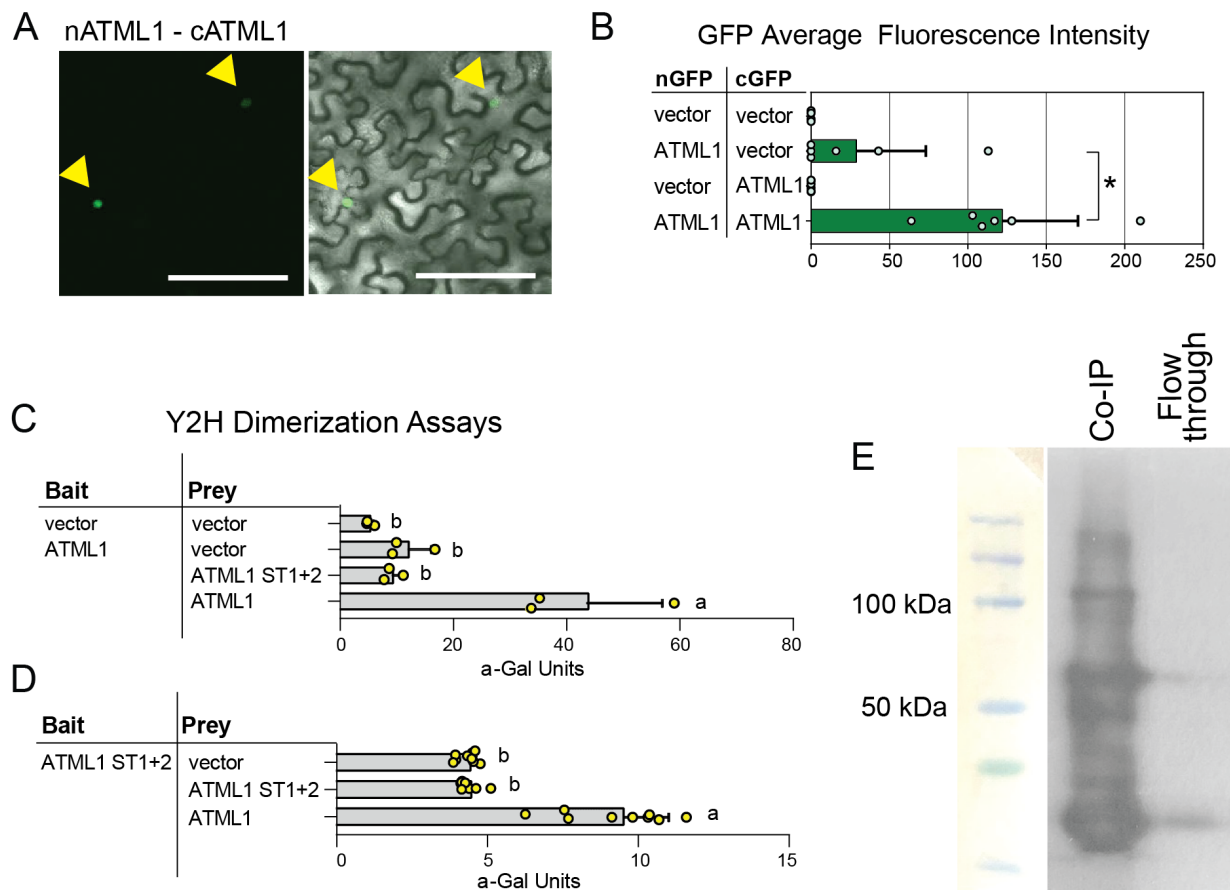 A
nATML1 - cATML1
B
GFP Average Fluorescence Intensity
nGFP cGFP
vector vector
ATML1 vector
vector ATML1
ATML1 ATML1
*
0 50 100 150 200 250
C
Y2H Dimerization Assays
Bait Prey
vector vector b
ATML1 vector b
ATML1 ST1+2 b
ATML1 a
0 20 40 60 80
a-Gal Units
D
Bait Prey
ATML1 ST1+2 vector b
ATML1 ST1+2 b
ATML1 a
0 5 10 15
a-Gal Units
E
Co-IP
Flow
through
100 kDa
50 kDa